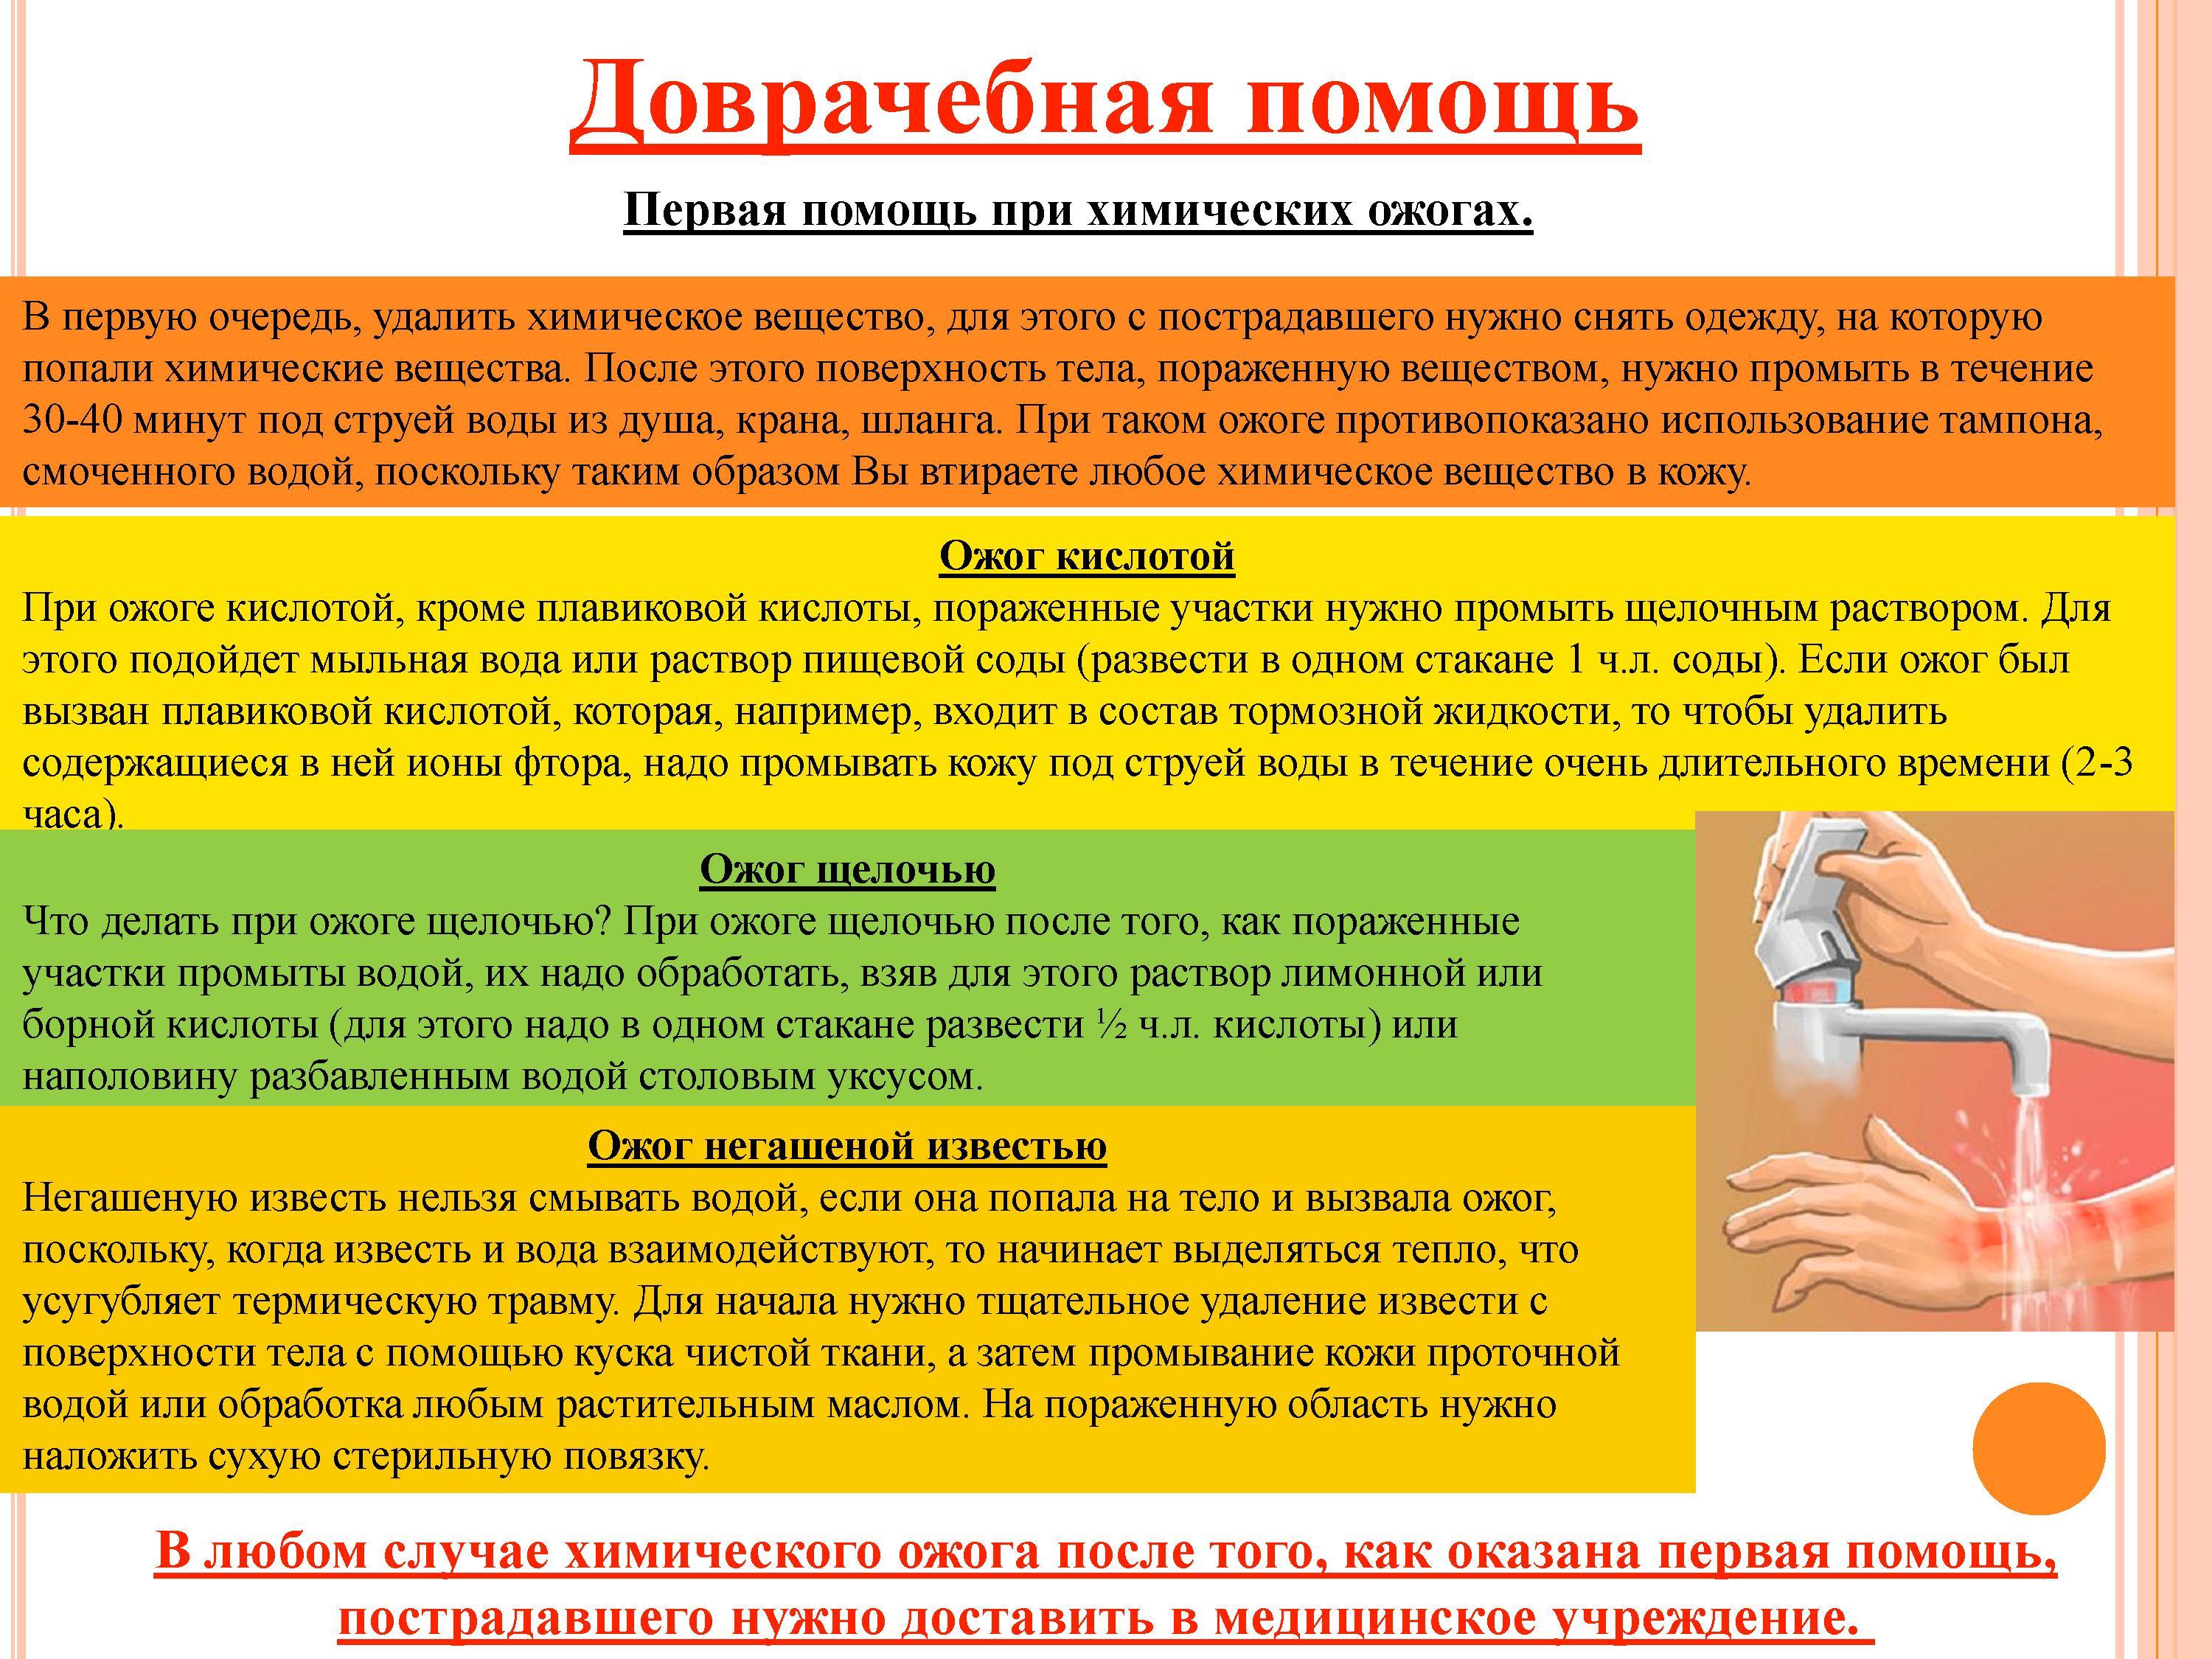 Доврачебная помощь
Первая помощь при химических ожогах.
В первую очередь, удалить химическое вещество, для этого с пострадавшего нужно снять одежду, на которую
попали химические вещества. После этого поверхность тела, пораженную веществом, нужно промыть в течение
30-40 минут под струей воды из душа, крана, шланга. При таком ожоге противопоказано использование тампона,
смоченного водой, поскольку таким образом Вы втираете любое химическое вещество в кожу.
Ожог кислотой
При ожоге кислотой, кроме плавиковой кислоты, пораженные участки нужно промыть щелочным раствором. Для
этого подойдет мыльная вода или раствор пищевой соды (развести в одном стакане 1 ч.л. соды). Если ожог был
вызван плавиковой кислотой, которая, например, входит в состав тормозной жидкости, то чтобы удалить
содержащиеся в ней ионы фтора, надо промывать кожу под струей воды в течение очень длительного времени (2-3
часа).
Ожог щелочью
Что делать при ожоге щелочью? При ожоге щелочью после того, как пораженные
участки промыты водой, их надо обработать, взяв для этого раствор лимонной или
борной кислоты (для этого надо в одном стакане развести ½ ч.л. кислоты) или
наполовину разбавленным водой столовым уксусом.
Ожог негашеной известью
Негашеную известь нельзя смывать водой, если она попала на тело и вызвала ожог,
поскольку, когда известь и вода взаимодействуют, то начинает выделяться тепло, что
усугубляет термическую травму. Для начала нужно тщательное удаление извести с
поверхности тела с помощью куска чистой ткани, а затем промывание кожи проточной
водой или обработка любым растительным маслом. На пораженную область нужно
наложить сухую стерильную повязку.
В любом случае химического ожога после того, как оказана первая помощь,
пострадавшего нужно доставить в медицинское учреждение.